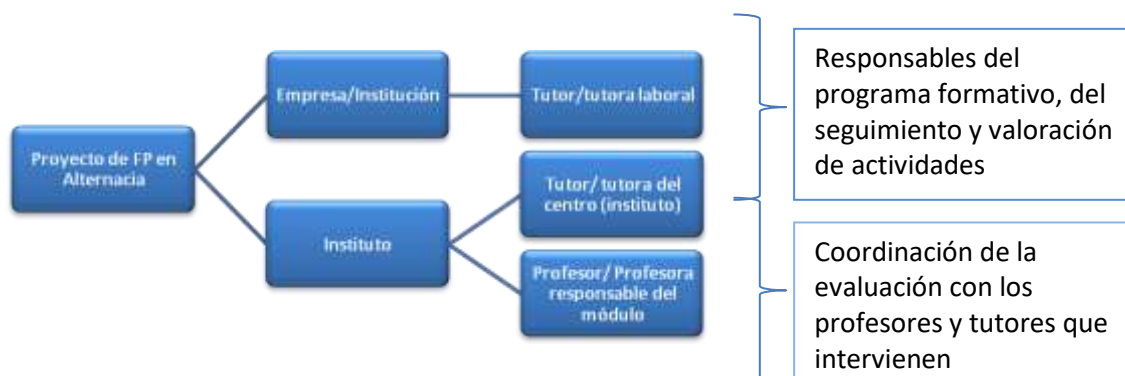 Proyecto de FP en
Alternacia
Empresa/Institución
Tutor/tutora laboral
Instituto
Tutor/ tutora del
centro (instituto)
Profesor/ Profesora
responsable del
módulo
Responsables del
programa formativo, del
seguimiento y valoración
de actividades
Coordinación de la
evaluación con los
profesores y tutores que
intervienen